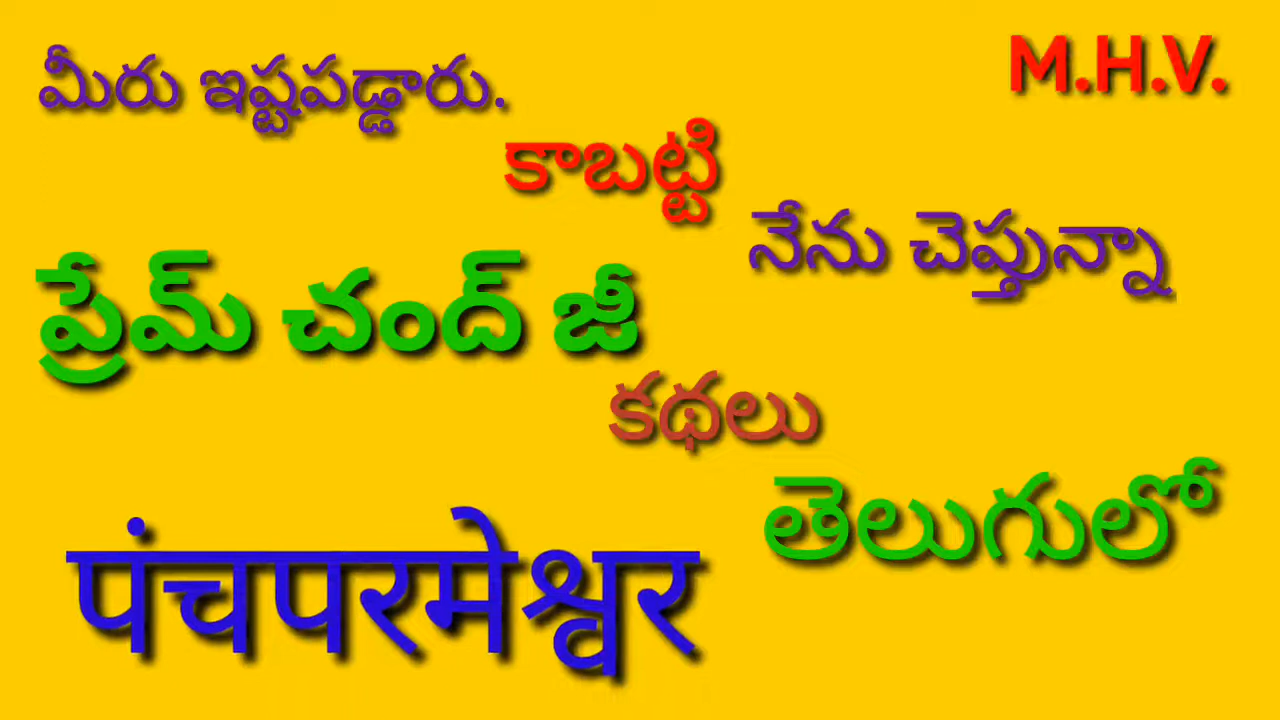 మీరు ఇష్టపడ్డారు.
M.H.V.
కాబట్టి
నేను చెప్తున్నా
ప్రేమ్ చంద్ జీ
కథలు
తెలుగులో
पंचपरमेश्वर